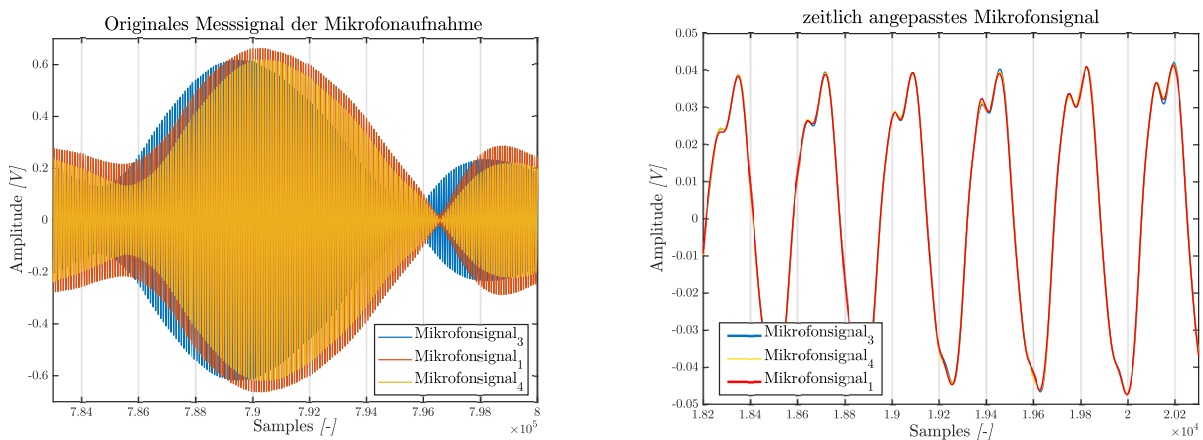 Originales Messsignal der Mikrofonaufnahme
0.6
0.4
0.2
0
-0.2
-0.4
-0.6
Amplitude [V]
Mikrofonsignal3
Mikrofonsignal1
Mikrofonsignal4
7.84 7.86 7.88 7.9 7.92 7.94 7.96 7.98 8
Samples [-]
×10^5
zeitlich angepasstes Mikrofonsignal
0.05
0.04
0.03
0.02
0.01
0
-0.01
-0.02
-0.03
-0.04
-0.05
Amplitude [V]
Mikrofonsignal3
Mikrofonsignal4
Mikrofonsignal1
1.82 1.84 1.86 1.88 1.9 1.92 1.94 1.96 1.98 2 2.02
Samples [-]
×10^4